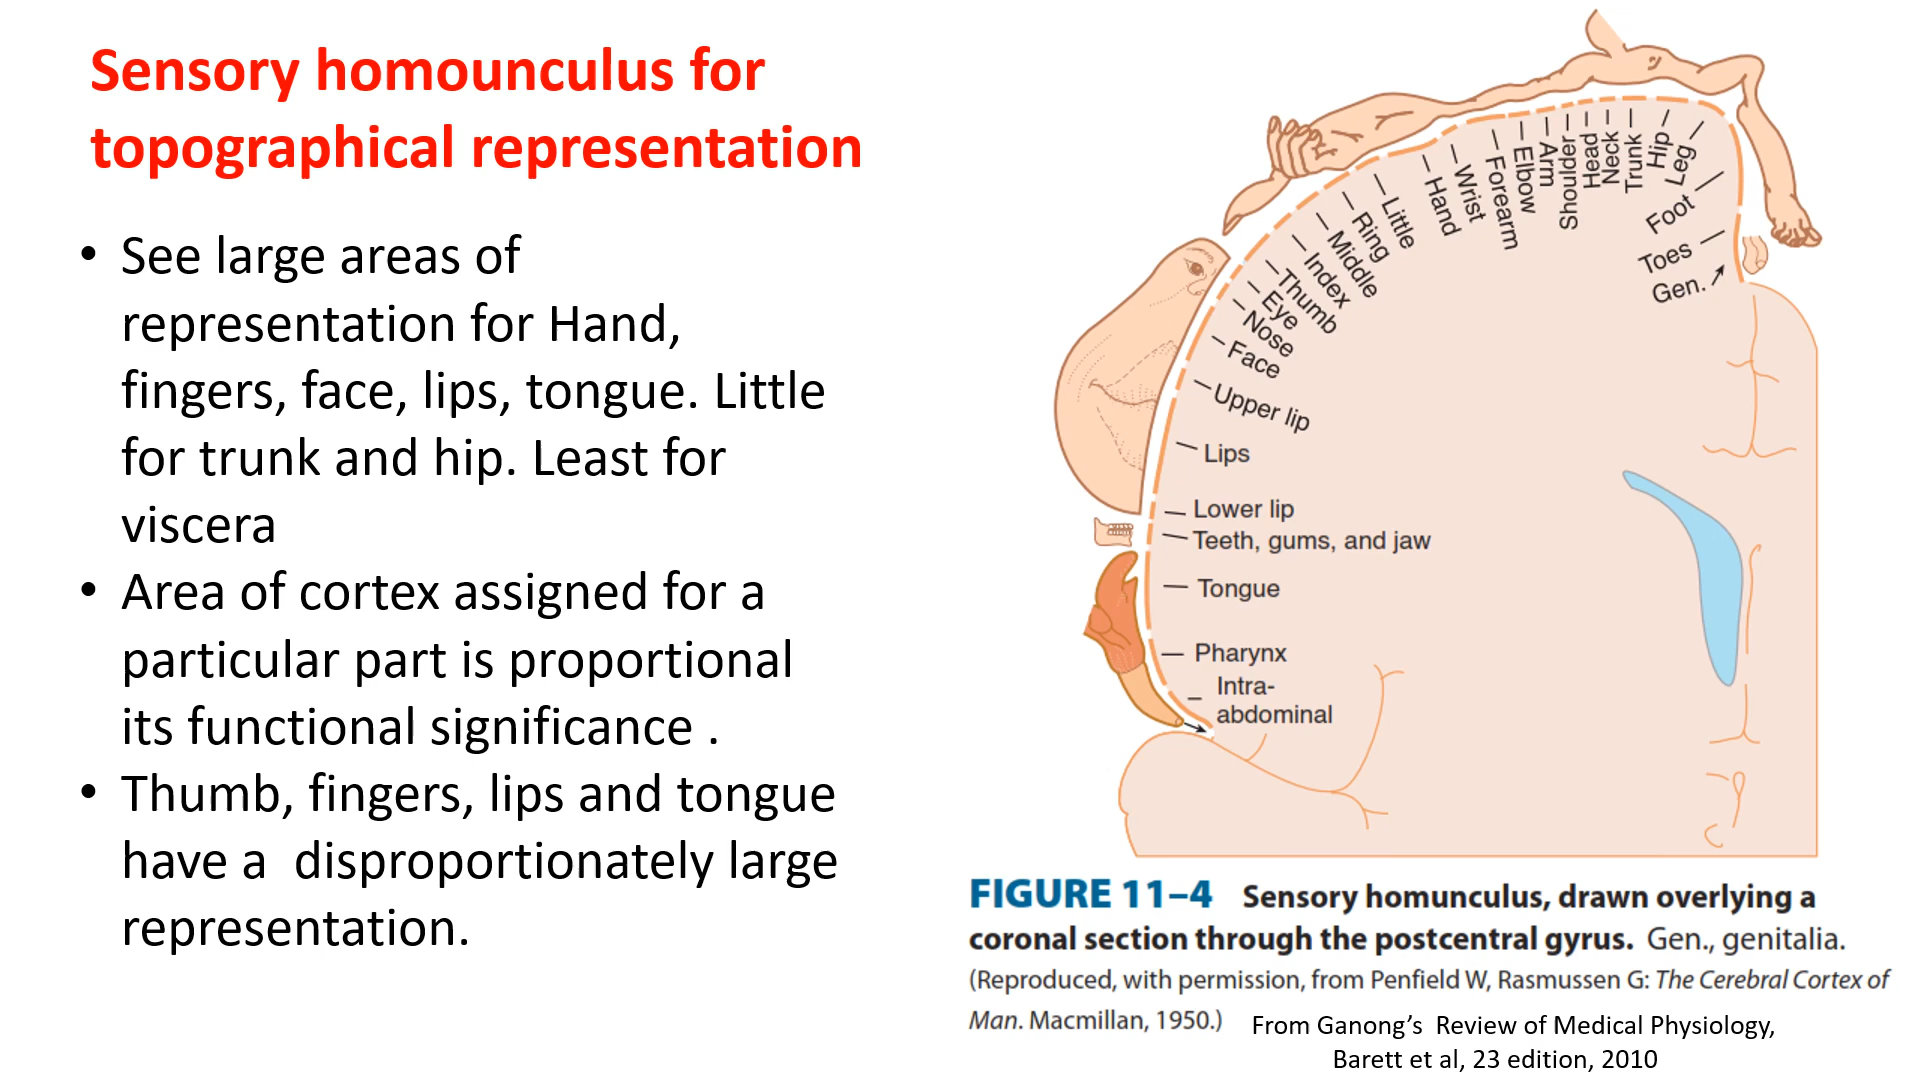 Sensory homounculus for
topographical representation
• See large areas of
representation for Hand,
fingers, face, lips, tongue. Little
for trunk and hip. Least for
viscera
• Area of cortex assigned for a
particular part is proportional
its functional significance .
• Thumb, fingers, lips and tongue
have a disproportionately large
representation.
Hip
Leg
Trunk
Neck
Head
Shoulder
Arm
Elbow
Forearm
Wrist
Hand
Little
Ring
Middle
Index
Thumb
Eye
Nose
Face
Upper lip
Lips
Lower lip
Teeth, gums, and jaw
Tongue
Pharynx
Intra-
abdominal
Foot
Toes
Gen.
FIGURE 11–4 Sensory homunculus, drawn overlying a
coronal section through the postcentral gyrus. Gen., genitalia.
(Reproduced, with permission, from Penfield W, Rasmussen G: The Cerebral Cortex of
Man. Macmillan, 1950.)
From Ganong’s Review of Medical Physiology,
Barett et al, 23 edition, 2010